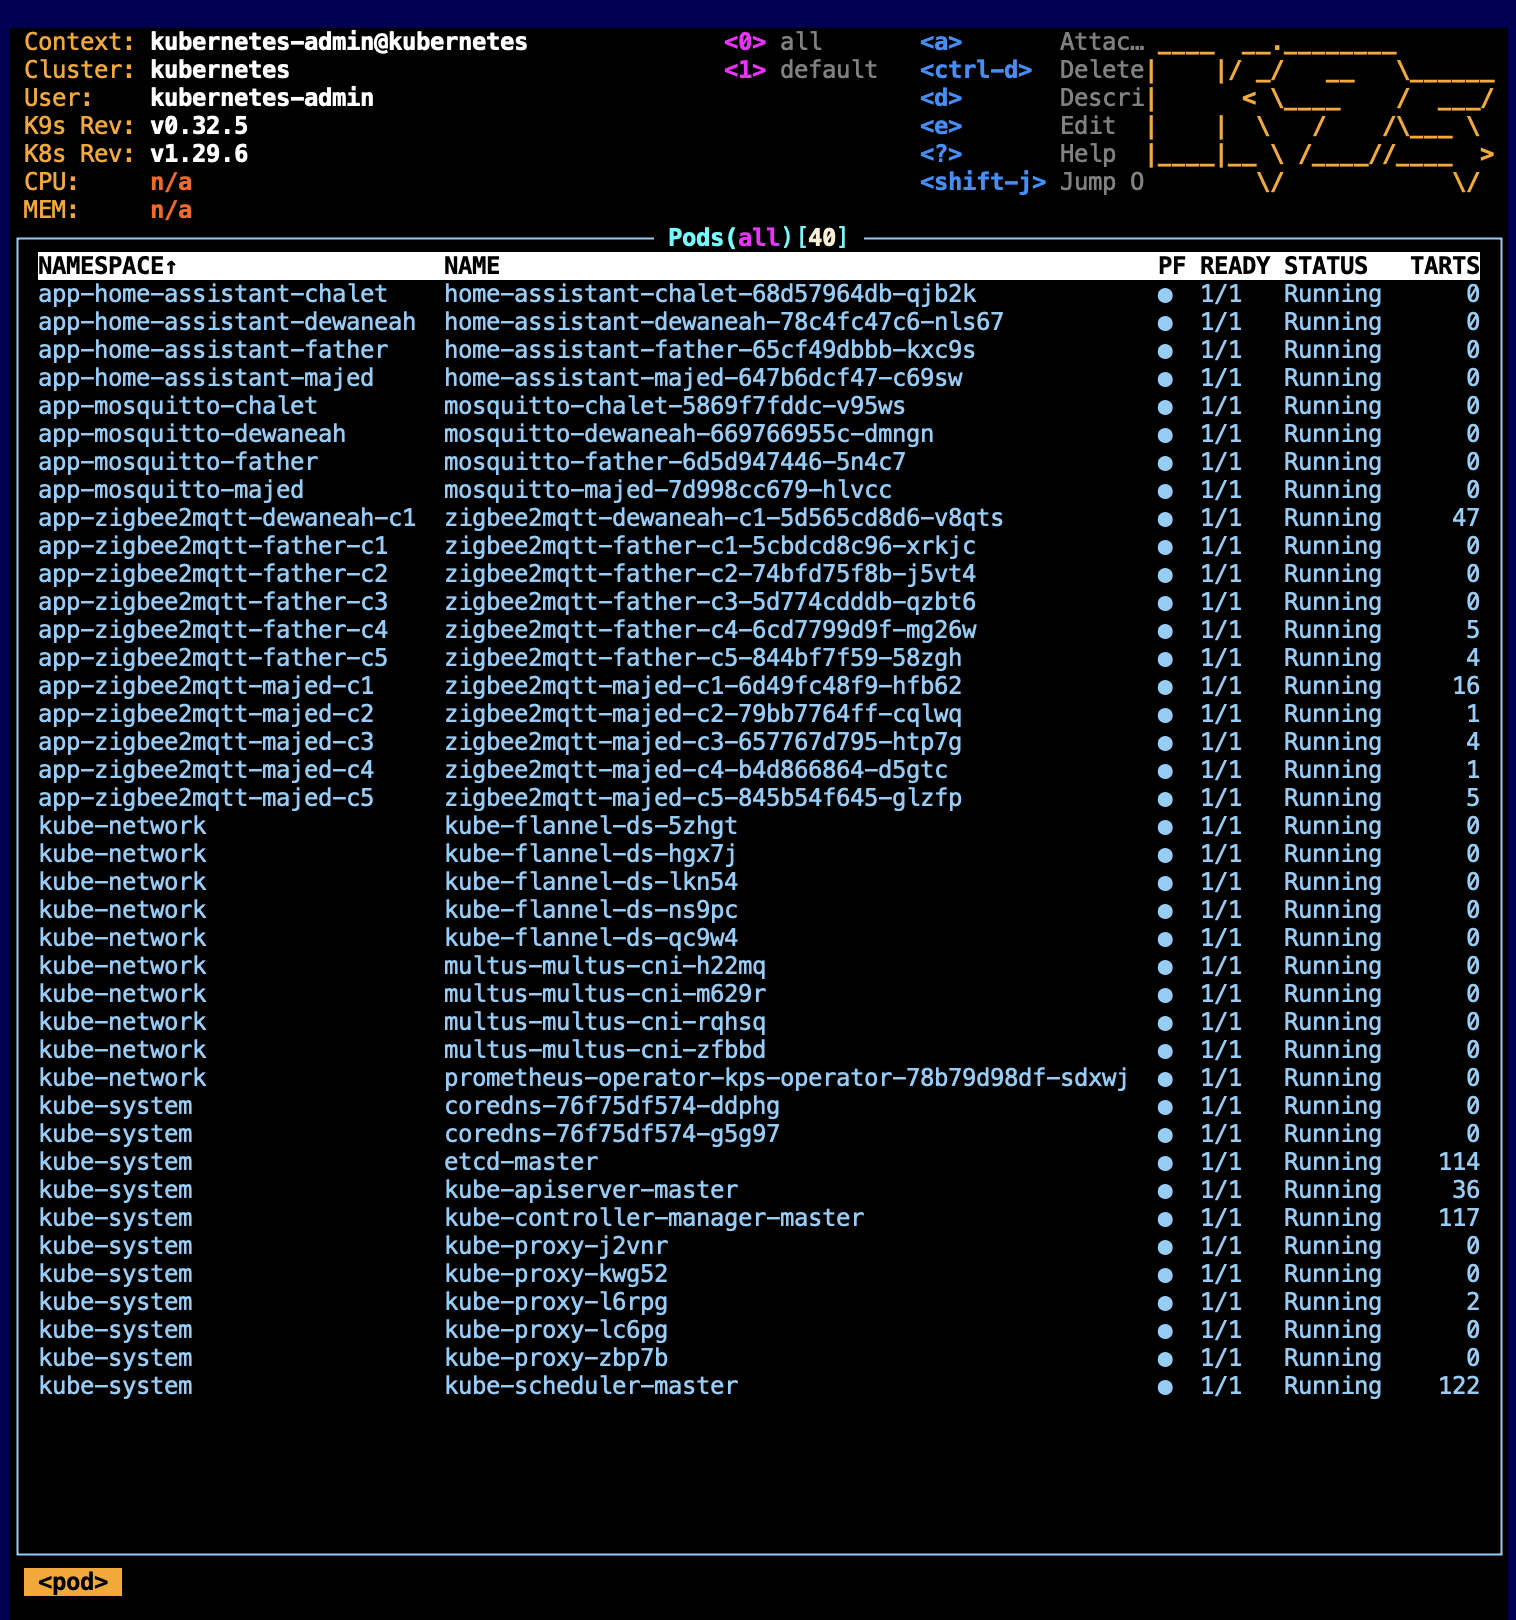 Context: kubernetes-admin@kubernetes <0> all <a> Attac…
Cluster: kubernetes <1> default <ctrl-d> Delete
User: kubernetes-admin <d> Descri
K9s Rev: v0.32.5 <e> Edit
K8s Rev: v1.29.6 <?> Help
CPU: n/a <shift-j> Jump O
MEM: n/a
Pods(all)[40]
NAMESPACE↑ NAME PF READY STATUS TARTS
app-home-assistant-chalet home-assistant-chalet-68d57964db-qjb2k ● 1/1 Running 0
app-home-assistant-dewaneah home-assistant-dewaneah-78c4fc47c6-nls67 ● 1/1 Running 0
app-home-assistant-father home-assistant-father-65cf49dbbb-kxc9s ● 1/1 Running 0
app-home-assistant-majed home-assistant-majed-647b6dcf47-c69sw ● 1/1 Running 0
app-mosquitto-chalet mosquitto-chalet-5869f7fddc-v95ws ● 1/1 Running 0
app-mosquitto-dewaneah mosquitto-dewaneah-669766955c-dmngn ● 1/1 Running 0
app-mosquitto-father mosquitto-father-6d5d947446-5n4c7 ● 1/1 Running 0
app-mosquitto-majed mosquitto-majed-7d998cc679-hlvcc ● 1/1 Running 0
app-zigbee2mqtt-dewaneah-c1 zigbee2mqtt-dewaneah-c1-5d565cd8d6-v8qts ● 1/1 Running 47
app-zigbee2mqtt-father-c1 zigbee2mqtt-father-c1-5cbdcd8c96-xrkjc ● 1/1 Running 0
app-zigbee2mqtt-father-c2 zigbee2mqtt-father-c2-74bfd75f8b-j5vt4 ● 1/1 Running 0
app-zigbee2mqtt-father-c3 zigbee2mqtt-father-c3-5d774cdddb-qzbt6 ● 1/1 Running 0
app-zigbee2mqtt-father-c4 zigbee2mqtt-father-c4-6cd7799d9f-mg26w ● 1/1 Running 5
app-zigbee2mqtt-father-c5 zigbee2mqtt-father-c5-844bf7f59-58zgh ● 1/1 Running 4
app-zigbee2mqtt-majed-c1 zigbee2mqtt-majed-c1-6d49fc48f9-hfb62 ● 1/1 Running 16
app-zigbee2mqtt-majed-c2 zigbee2mqtt-majed-c2-79bb7764ff-cqlwq ● 1/1 Running 1
app-zigbee2mqtt-majed-c3 zigbee2mqtt-majed-c3-657767d795-htp7g ● 1/1 Running 4
app-zigbee2mqtt-majed-c4 zigbee2mqtt-majed-c4-b4d866864-d5gtc ● 1/1 Running 1
app-zigbee2mqtt-majed-c5 zigbee2mqtt-majed-c5-845b54f645-glzfp ● 1/1 Running 5
kube-network kube-flannel-ds-5zhgt ● 1/1 Running 0
kube-network kube-flannel-ds-hgx7j ● 1/1 Running 0
kube-network kube-flannel-ds-lkn54 ● 1/1 Running 0
kube-network kube-flannel-ds-ns9pc ● 1/1 Running 0
kube-network kube-flannel-ds-qc9w4 ● 1/1 Running 0
kube-network multus-multus-cni-h22mq ● 1/1 Running 0
kube-network multus-multus-cni-m629r ● 1/1 Running 0
kube-network multus-multus-cni-rqhsq ● 1/1 Running 0
kube-network multus-multus-cni-zfbbd ● 1/1 Running 0
kube-network prometheus-operator-kps-operator-78b79d98df-sdxwj ● 1/1 Running 0
kube-system coredns-76f75df574-ddphg ● 1/1 Running 0
kube-system coredns-76f75df574-g5g97 ● 1/1 Running 0
kube-system etcd-master ● 1/1 Running 114
kube-system kube-apiserver-master ● 1/1 Running 36
kube-system kube-controller-manager-master ● 1/1 Running 117
kube-system kube-proxy-j2vnr ● 1/1 Running 0
kube-system kube-proxy-kwg52 ● 1/1 Running 0
kube-system kube-proxy-l6rpg ● 1/1 Running 2
kube-system kube-proxy-lc6pg ● 1/1 Running 0
kube-system kube-proxy-zbp7b ● 1/1 Running 0
kube-system kube-scheduler-master ● 1/1 Running 122
<pod>